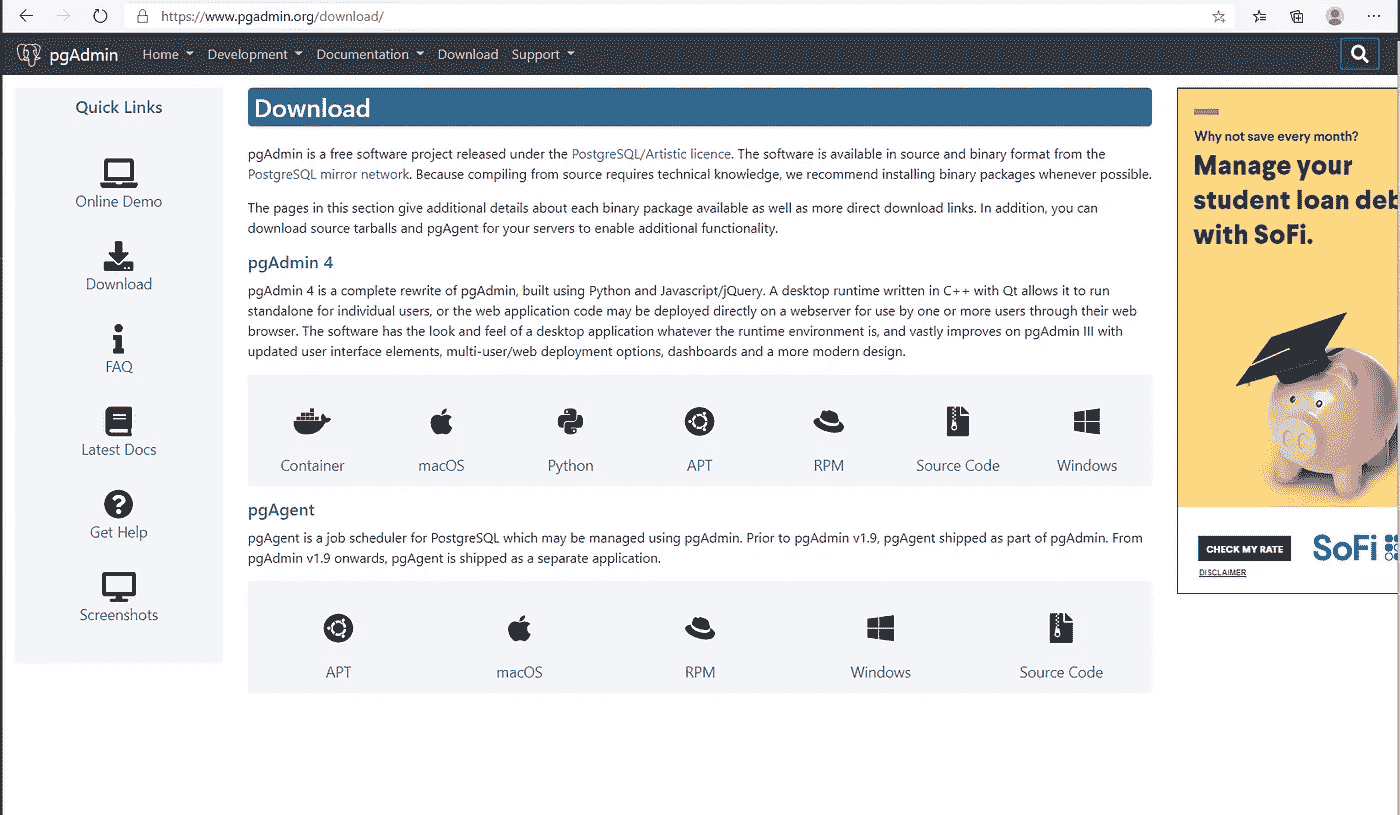 https://www.pgadmin.org/download/
pgAdmin Home Development Documentation Download Support
Quick Links
Online Demo
Download
FAQ
Latest Docs
Get Help
Screenshots
Download
pgAdmin is a free software project released under the PostgreSQL/Artistic licence. The software is available in source and binary format from the
PostgreSQL mirror network. Because compiling from source requires technical knowledge, we recommend installing binary packages whenever possible.
The pages in this section give additional details about each binary package available as well as more direct download links. In addition, you can
download source tarballs and pgAgent for your servers to enable additional functionality.
pgAdmin 4
pgAdmin 4 is a complete rewrite of pgAdmin, built using Python and Javascript/jQuery. A desktop runtime written in C++ with Qt allows it to run
standalone for individual users, or the web application code may be deployed directly on a webserver for use by one or more users through their web
browser. The software has the look and feel of a desktop application whatever the runtime environment is, and vastly improves on pgAdmin III with
updated user interface elements, multi-user/web deployment options, dashboards and a more modern design.
Container macOS Python APT RPM Source Code Windows
pgAgent
pgAgent is a job scheduler for PostgreSQL which may be managed using pgAdmin. Prior to pgAdmin v1.9, pgAgent shipped as part of pgAdmin. From
pgAdmin v1.9 onwards, pgAgent is shipped as a separate application.
APT macOS RPM Windows Source Code
Why not save every month?
Manage your
student loan deb
with SoFi.
CHECK MY RATE
SoFi
DISCLAIMER